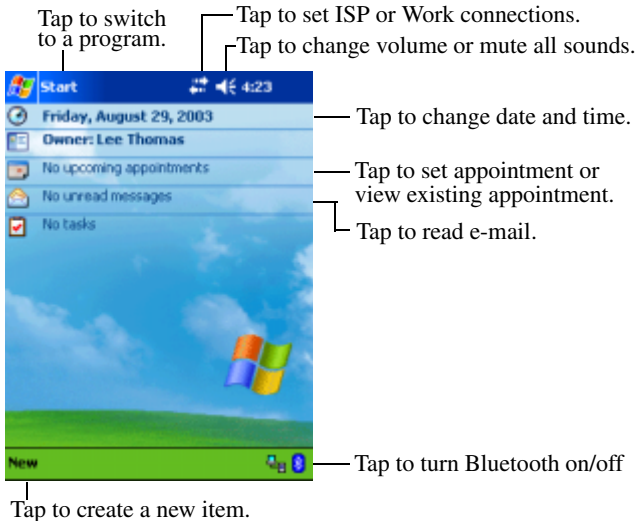 Tap to switch
to a program.
Tap to set ISP or Work connections.
Tap to change volume or mute all sounds.
Start 4:23
Friday, August 29, 2003
Tap to change date and time.
Owner: Lee Thomas
No upcoming appointments
Tap to set appointment or
view existing appointment.
No unread messages
Tap to read e-mail.
No tasks
New
Tap to turn Bluetooth on/off
Tap to create a new item.